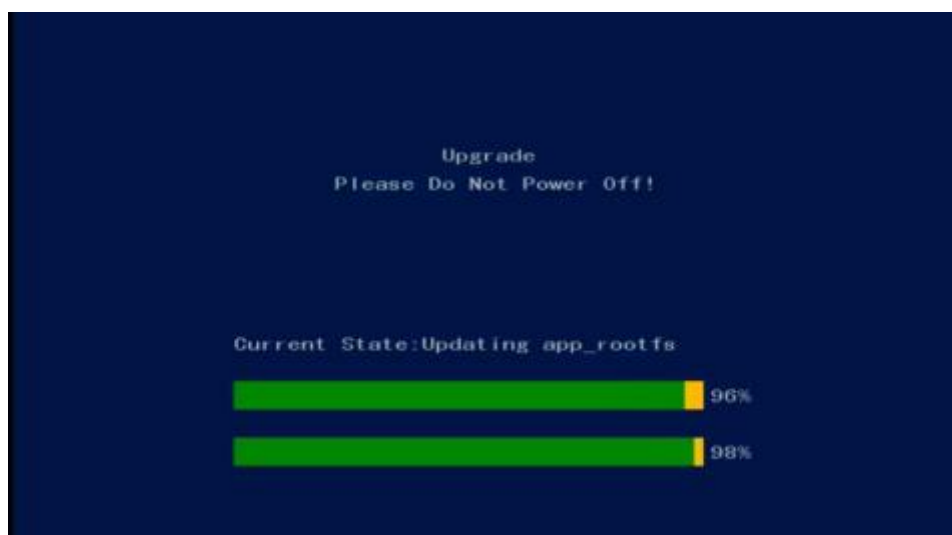 Upgrade
Please Do Not Power Off!
Current State:Updating app_rootfs
96%
98%